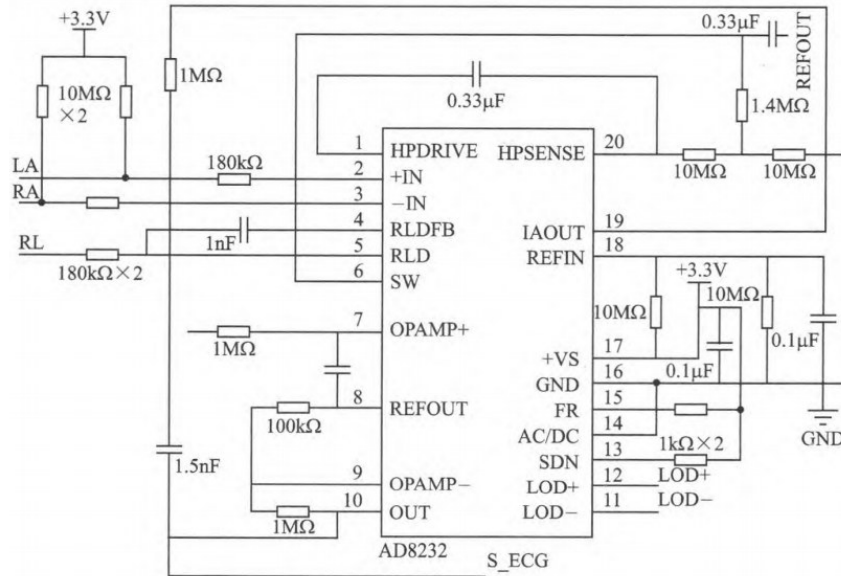 +3.3V
0.33μF
REFOUT
1MΩ
10MΩ
×2
0.33μF
1.4MΩ
1 HPDRIVE HPSENSE 20
LA 180kΩ 10MΩ 10MΩ
2 +IN
RA 3 −IN
4 RLDFB IAOUT 19
RL 1nF 5 RLD REFIN 18
180kΩ×2 6 SW +3.3V
10MΩ 10MΩ
7 OPAMP+
1MΩ 0.1μF
+VS 17
0.1μF
GND 16
8 REFOUT FR 15
100kΩ
AC/DC 14 GND
1kΩ×2
1.5nF SDN 13
9 OPAMP− LOD+ 12 LOD+
10 OUT LOD− 11 LOD−
1MΩ
AD8232
S_ECG